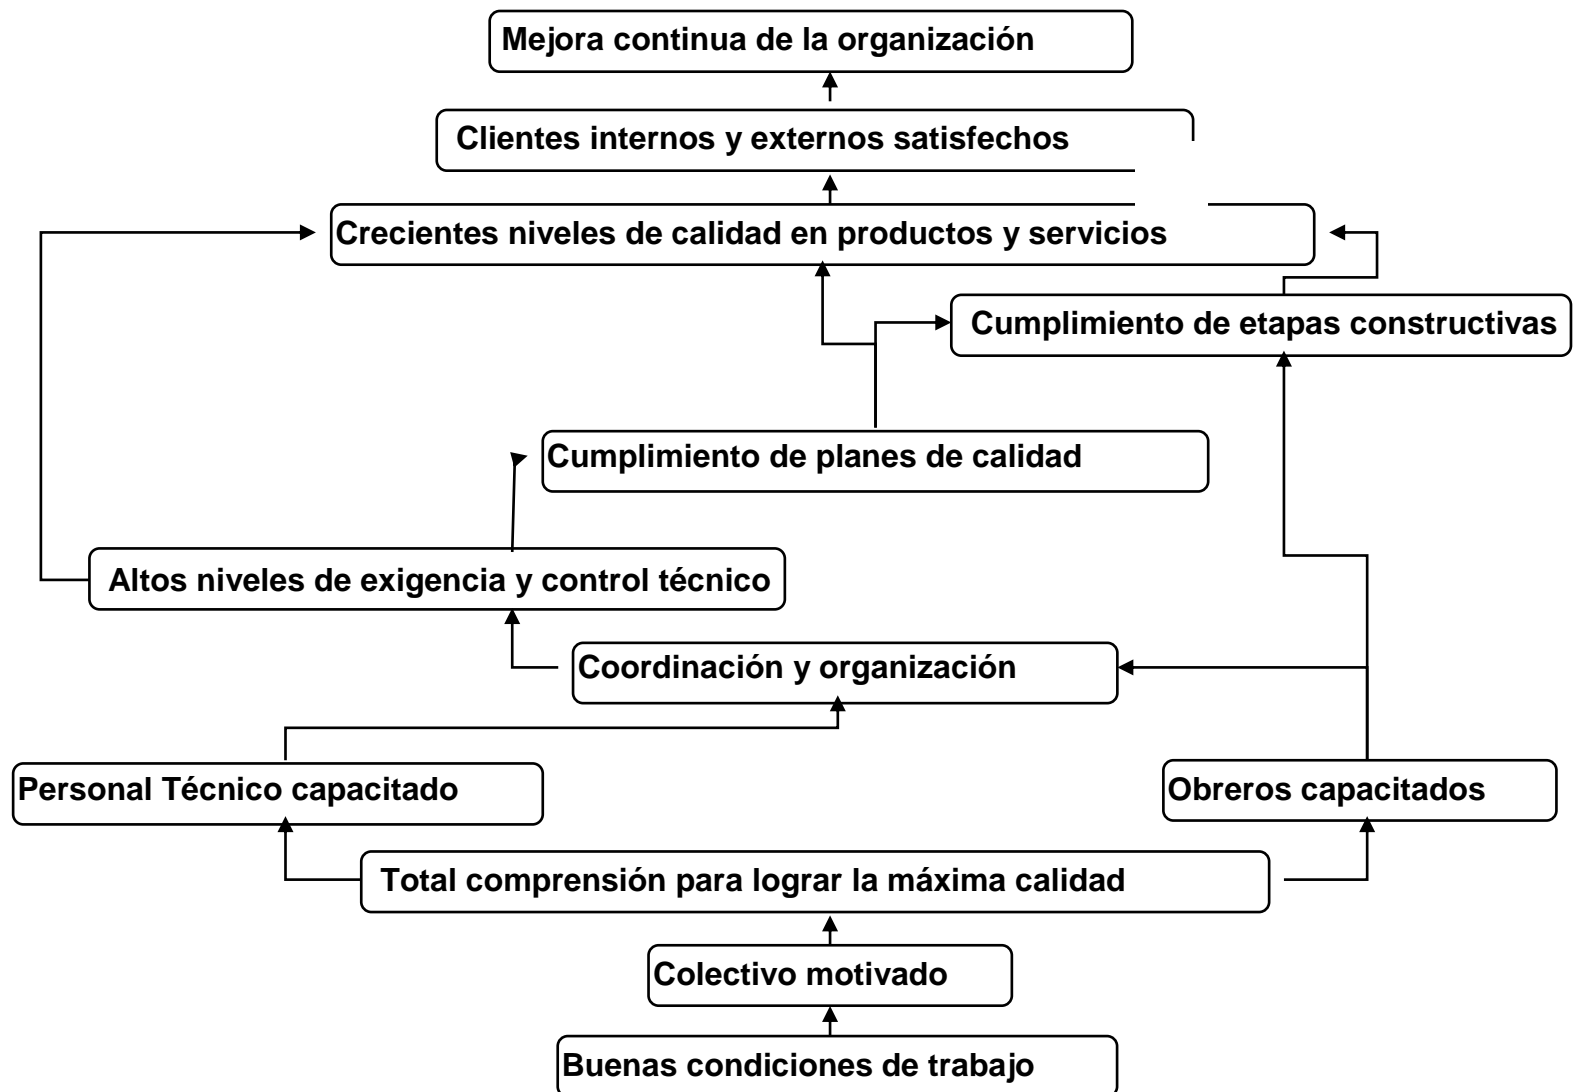 Mejora continua de la organización
Clientes internos y externos satisfechos
Crecientes niveles de calidad en productos y servicios
Cumplimiento de etapas constructivas
Cumplimiento de planes de calidad
Altos niveles de exigencia y control técnico
Coordinación y organización
Personal Técnico capacitado
Obreros capacitados
Total comprensión para lograr la máxima calidad
Colectivo motivado
Buenas condiciones de trabajo